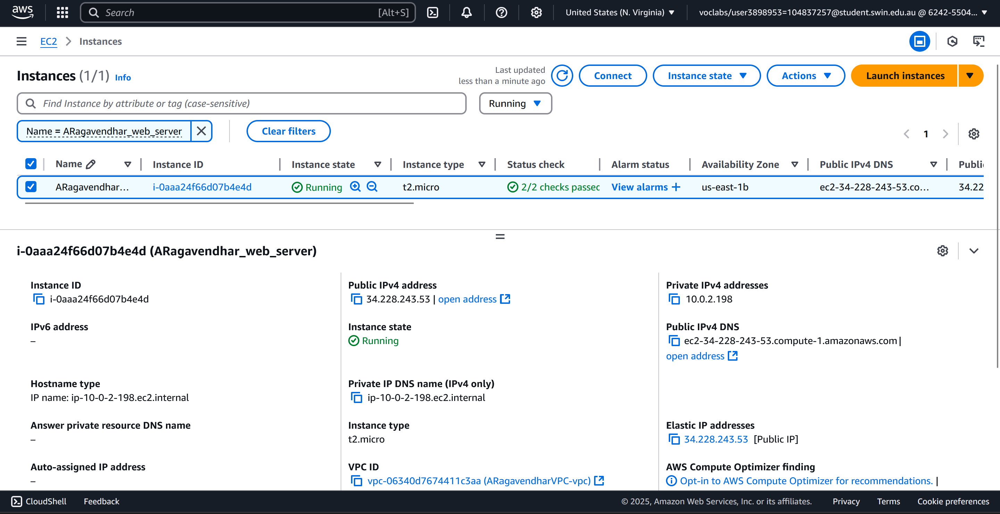 aws
Search [Alt+S] United States (N. Virginia) voclabs/user3898953=104837257@student.swin.edu.au @ 6242-5504...
EC2 Instances
Instances (1/1) Info
Last updated
less than a minute ago
Connect Instance state Actions Launch instances
Find Instance by attribute or tag (case-sensitive) Running
Name = ARagavendhar_web_server Clear filters
1
Name Instance ID Instance state Instance type Status check Alarm status Availability Zone Public IPv4 DNS Public
ARagavendhar... i-0aaa24f66d07b4e4d Running t2.micro 2/2 checks passec View alarms + us-east-1b ec2-34-228-243-53.co... 34.22
i-0aaa24f66d07b4e4d (ARagavendhar_web_server)
Instance ID Public IPv4 address Private IPv4 addresses
i-0aaa24f66d07b4e4d 34.228.243.53 | open address 10.0.2.198
IPv6 address Instance state Public IPv4 DNS
– Running ec2-34-228-243-53.compute-1.amazonaws.com |
open address
Hostname type Private IP DNS name (IPv4 only)
IP name: ip-10-0-2-198.ec2.internal ip-10-0-2-198.ec2.internal
Answer private resource DNS name Instance type Elastic IP addresses
– t2.micro 34.228.243.53 [Public IP]
Auto-assigned IP address VPC ID AWS Compute Optimizer finding
– vpc-06340d7674411c3aa (ARagavendharVPC-vpc) Opt-in to AWS Compute Optimizer for recommendations. |
CloudShell Feedback © 2025, Amazon Web Services, Inc. or its affiliates. Privacy Terms Cookie preferences